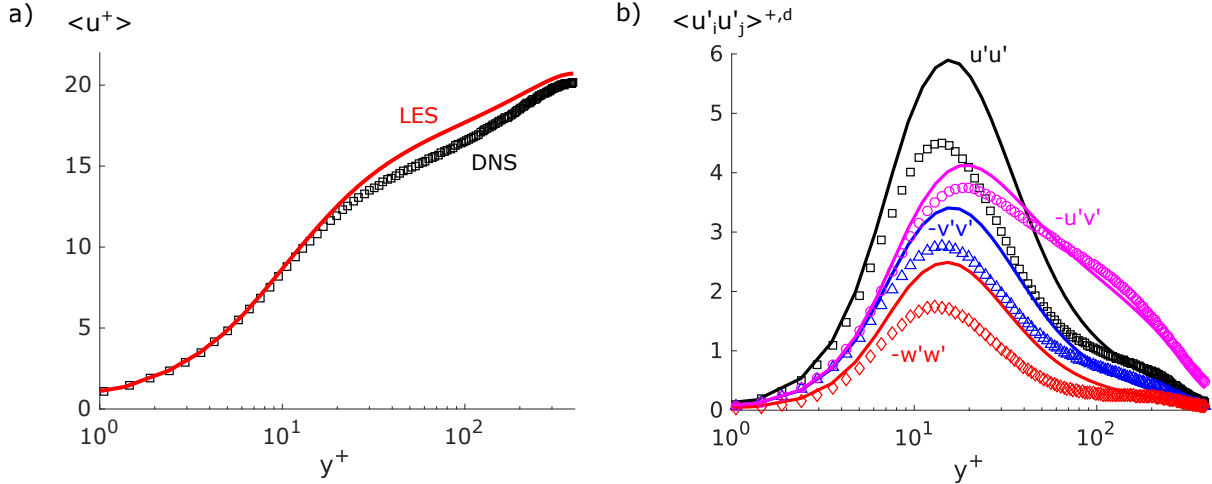 a)
<u⁺>
20
15
10
5
0
10⁰
10¹
10²
y⁺
LES
DNS
b)
<u'ᵢu'ⱼ>⁺'ᵈ
6
5
4
3
2
1
0
10⁰
10¹
10²
y⁺
u'u'
-u'v'
-v'v'
-w'w'